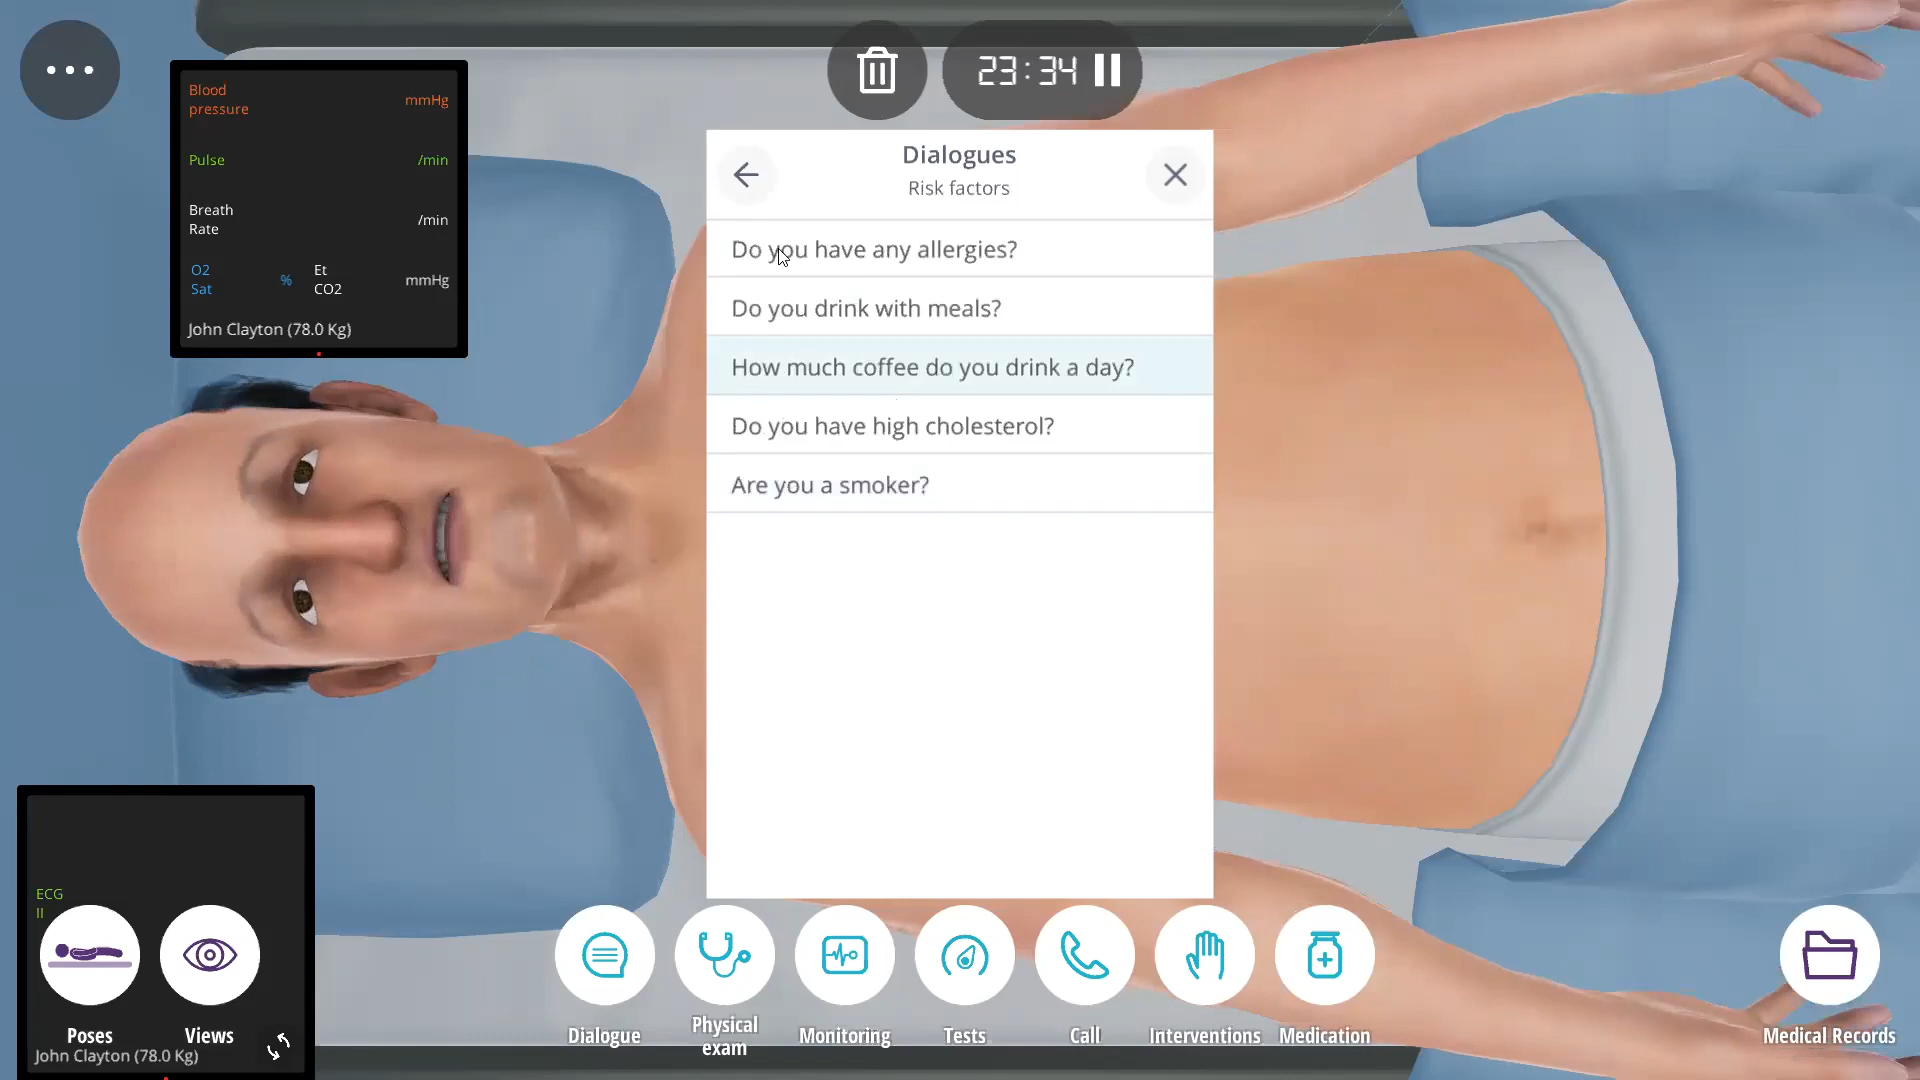 23:34
Blood
pressure
mmHg
Pulse
/min
Breath
Rate
/min
O2
Sat
%
Et
CO2
mmHg
John Clayton (78.0 Kg)
Dialogues
Risk factors
Do you have any allergies?
Do you drink with meals?
How much coffee do you drink a day?
Do you have high cholesterol?
Are you a smoker?
ECG
II
Poses
Views
John Clayton (78.0 Kg)
Dialogue
Physical
exam
Monitoring
Tests
Call
Interventions
Medication
Medical Records